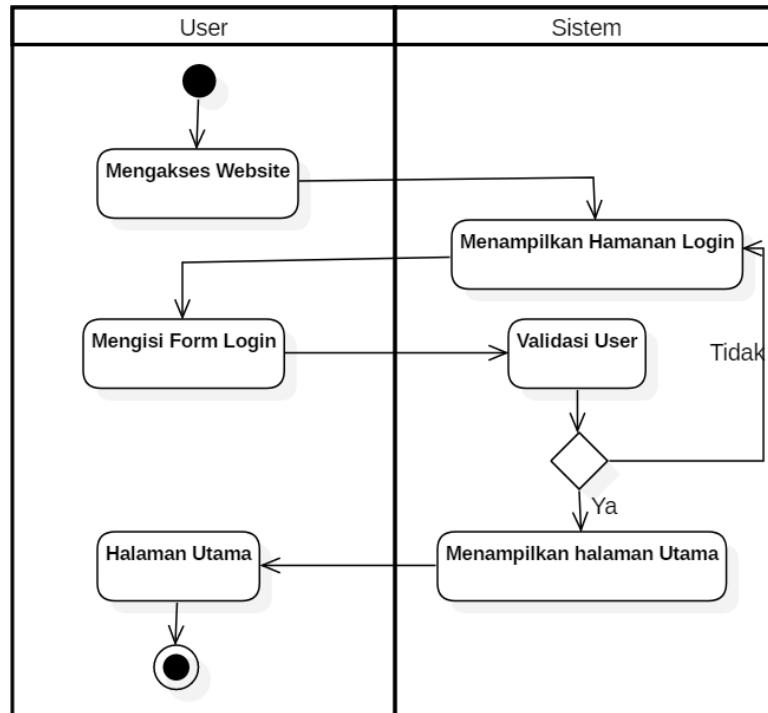 User
Sistem
Mengakses Website
Menampilkan Hamanan Login
Mengisi Form Login
Validasi User
Tidak
Ya
Halaman Utama
Menampilkan halaman Utama